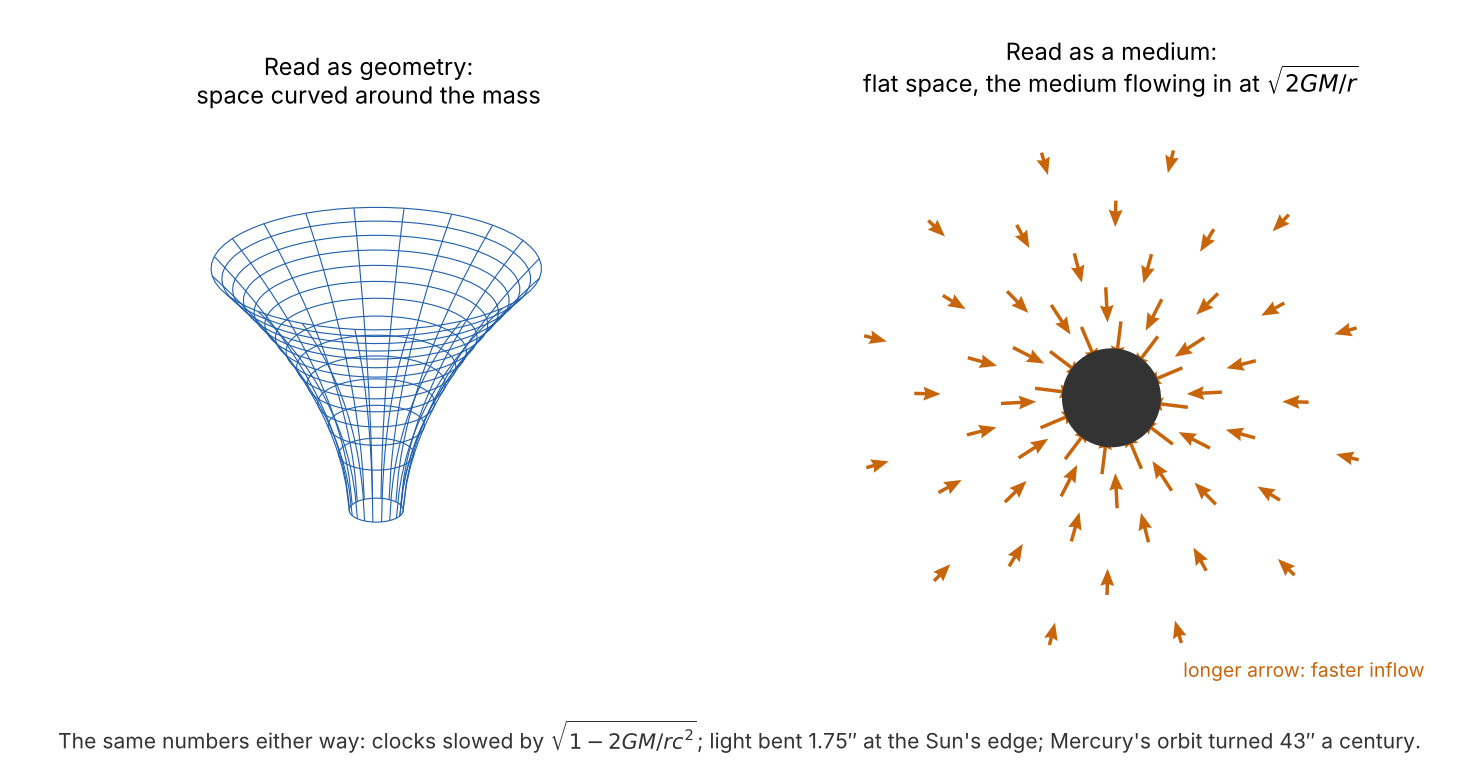 Read as geometry:
space curved around the mass
Read as a medium:
flat space, the medium flowing in at √2GM/r
longer arrow: faster inflow
The same numbers either way: clocks slowed by √1 − 2GM/rc²; light bent 1.75″ at the Sun's edge; Mercury's orbit turned 43″ a century.